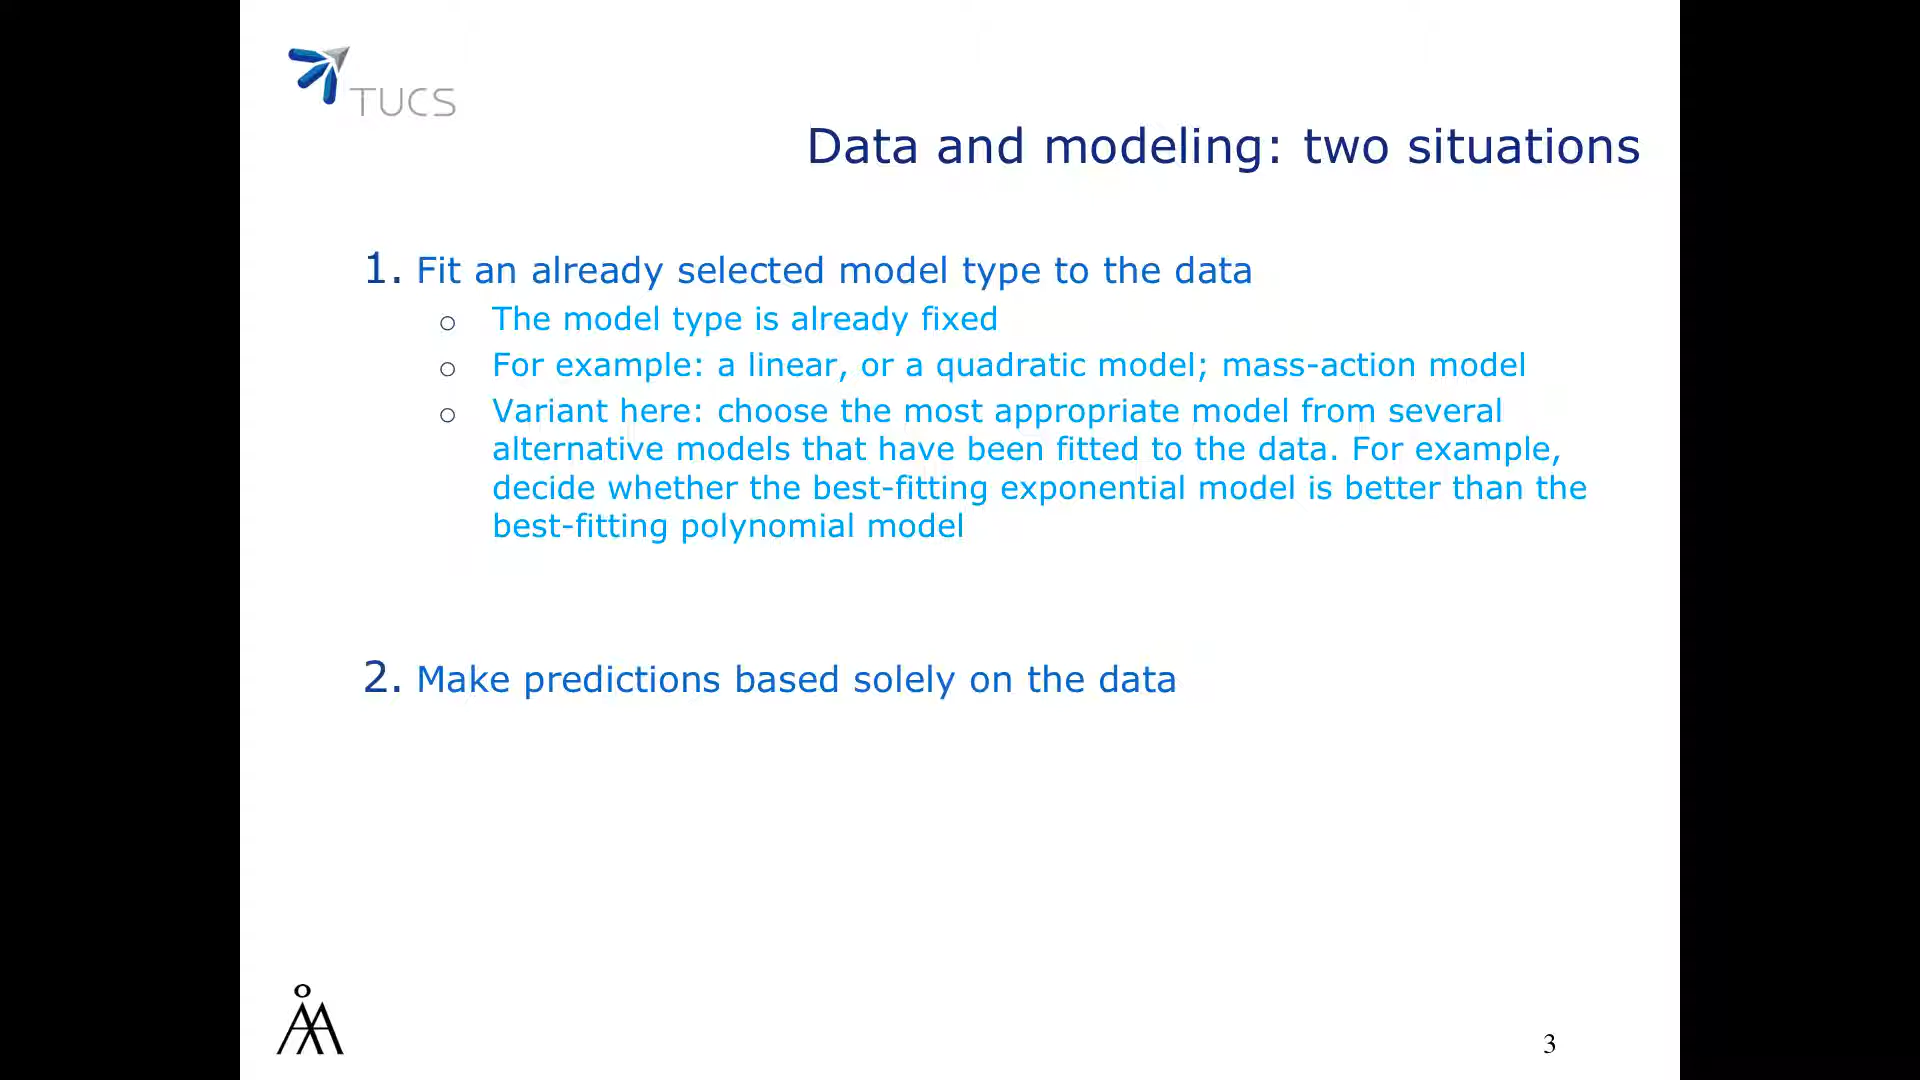 TUCS
Data and modeling: two situations
1. Fit an already selected model type to the data
o The model type is already fixed
o For example: a linear, or a quadratic model; mass-action model
o Variant here: choose the most appropriate model from several
alternative models that have been fitted to the data. For example,
decide whether the best-fitting exponential model is better than the
best-fitting polynomial model
2. Make predictions based solely on the data
3